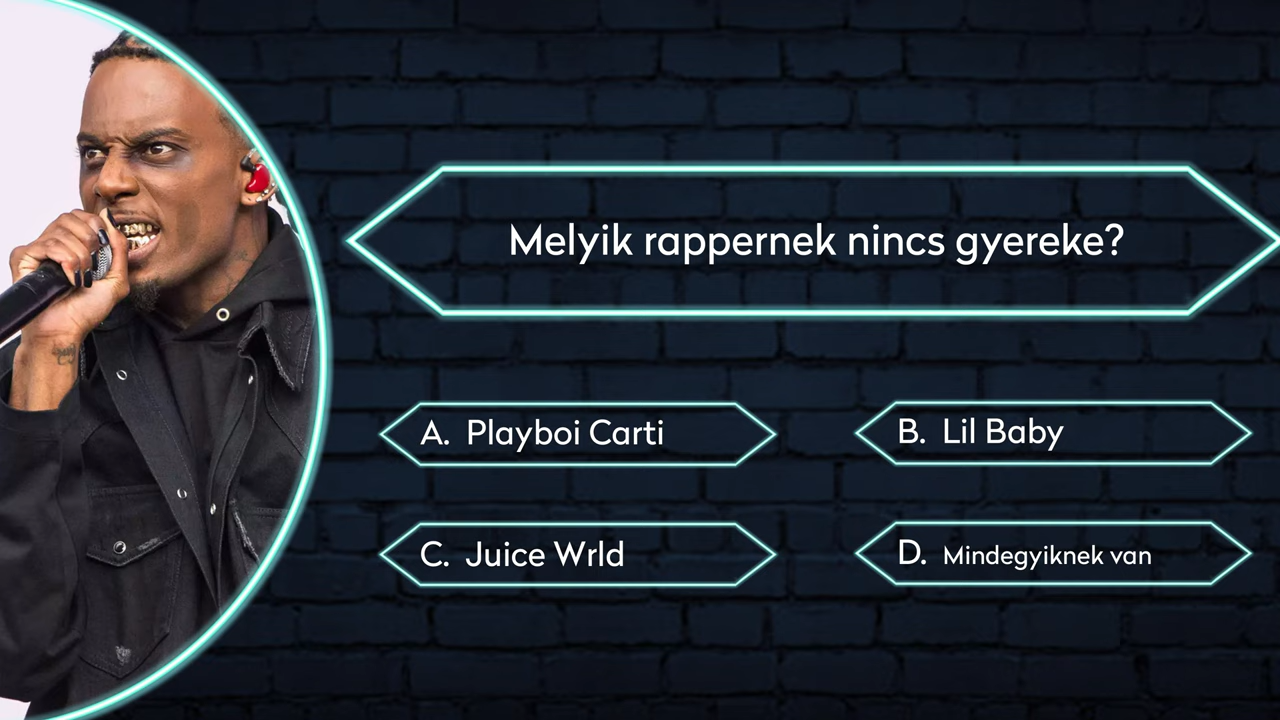 Melyik rappernek nincs gyereke?
A. Playboi Carti
B. Lil Baby
C. Juice Wrld
D. Mindegyiknek van